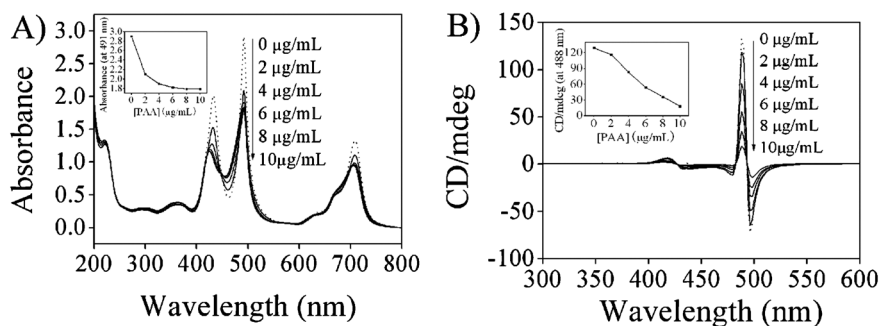 A)
3.0
2.5
2.0
1.5
1.0
0.5
0.0
Absorbance
200 300 400 500 600 700 800
Wavelength (nm)
Absorbance (at 491 nm)
3.0
2.8
2.6
2.4
2.2
2.0
1.8
0 2 4 6 8 10
[PAA] (μg/mL)
0 μg/mL
2 μg/mL
4 μg/mL
6 μg/mL
8 μg/mL
10μg/mL
B)
150
100
50
0
-50
-100
CD/mdeg
300 350 400 450 500 550 600
Wavelength (nm)
CD/mdeg (at 488 nm)
120
90
60
30
0
0 2 4 6 8 10
[PAA] (μg/mL)
0 μg/mL
2 μg/mL
4 μg/mL
6 μg/mL
8 μg/mL
10μg/mL